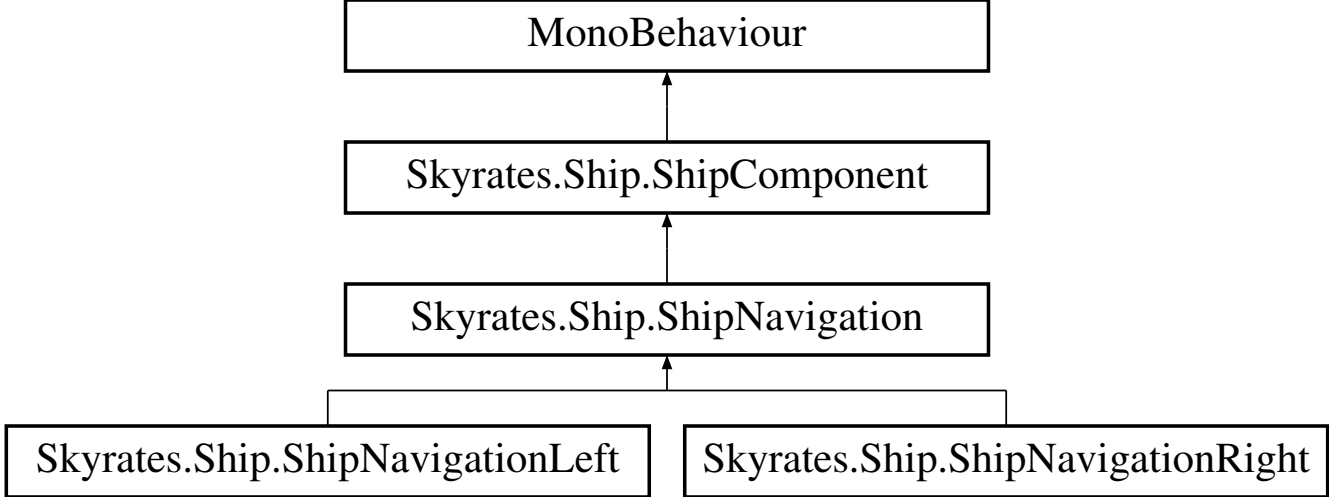 MonoBehaviour
Skyrates.Ship.ShipComponent
Skyrates.Ship.ShipNavigation
Skyrates.Ship.ShipNavigationLeft
Skyrates.Ship.ShipNavigationRight